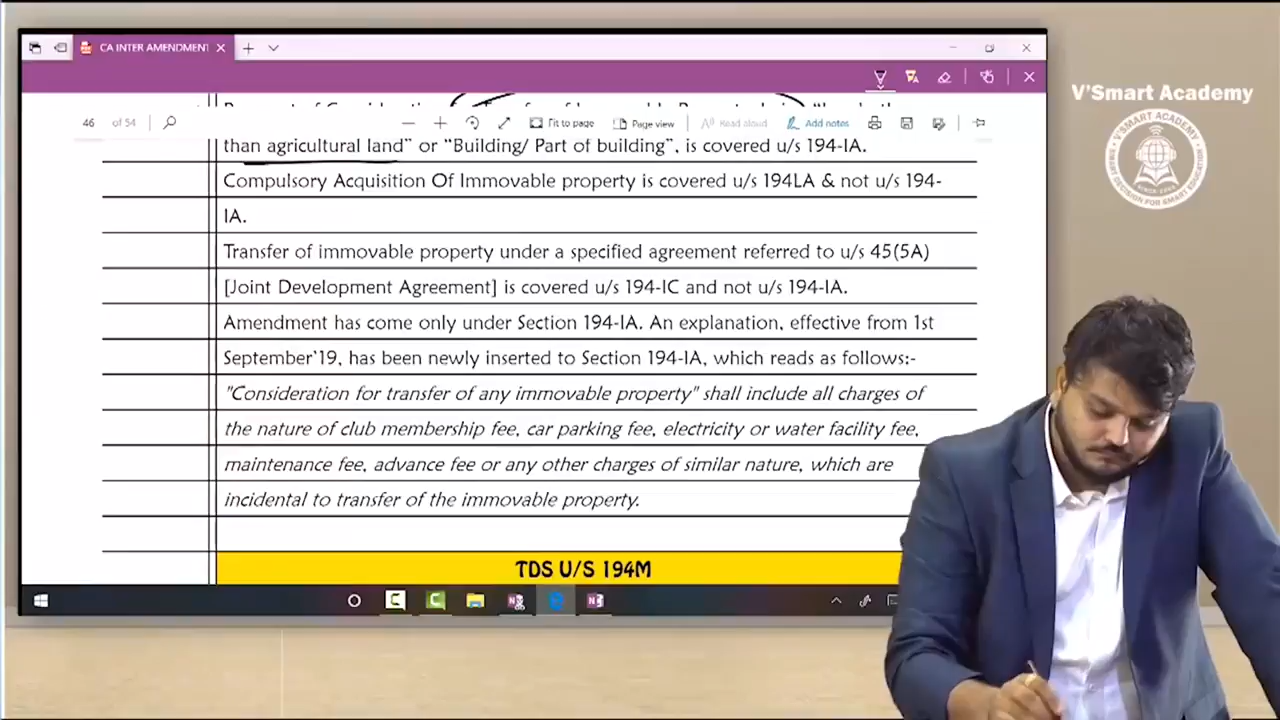 CA INTER AMENDMENT
V'Smart Academy
46 of 54
Fit to page
Page view
Read aloud
Add notes
than agricultural land" or "Building/ Part of building", is covered u/s 194-IA.
Compulsory Acquisition Of Immovable property is covered u/s 194LA & not u/s 194-
IA.
Transfer of immovable property under a specified agreement referred to u/s 45(5A)
[Joint Development Agreement] is covered u/s 194-IC and not u/s 194-IA.
Amendment has come only under Section 194-IA. An explanation, effective from 1st
September'19, has been newly inserted to Section 194-IA, which reads as follows:-
"Consideration for transfer of any immovable property" shall include all charges of
the nature of club membership fee, car parking fee, electricity or water facility fee,
maintenance fee, advance fee or any other charges of similar nature, which are
incidental to transfer of the immovable property.
TDS U/S 194M